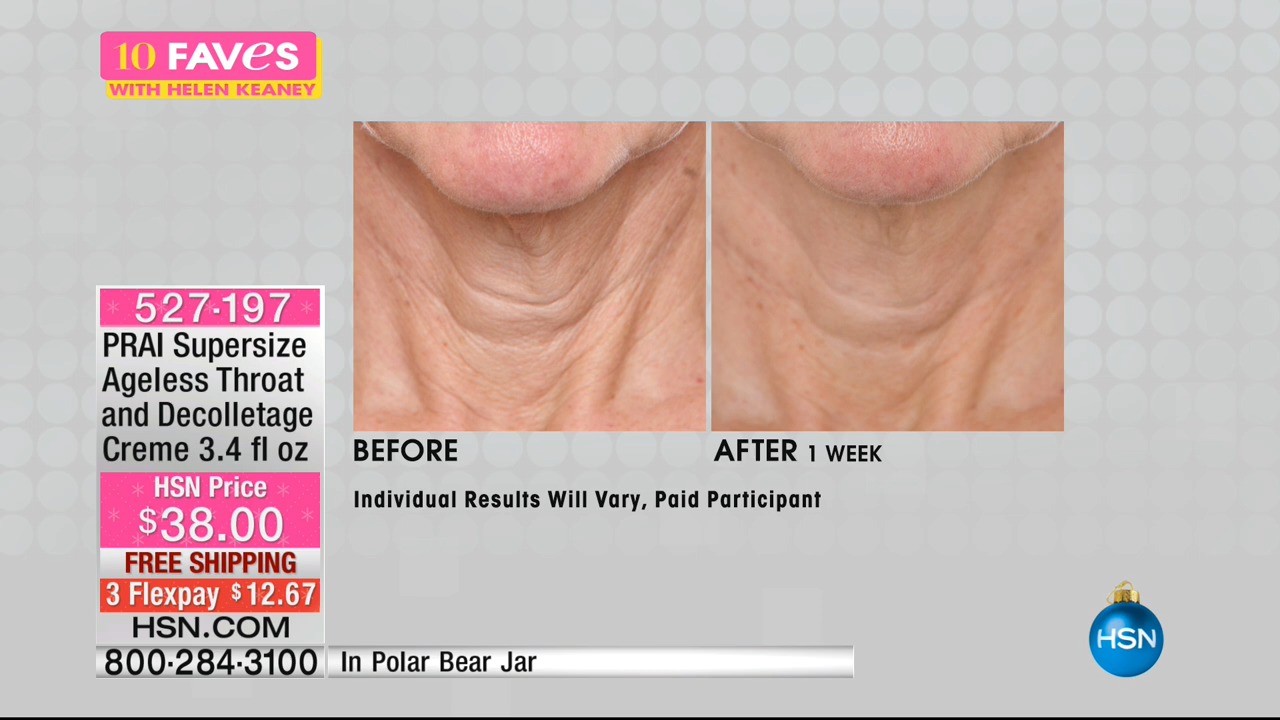 10 FAVeS
WITH HELEN KEANEY
527·197
PRAI Supersize
Ageless Throat
and Decolletage
Creme 3.4 fl oz
HSN Price
$38.00
FREE SHIPPING
3 Flexpay $12.67
HSN.COM
800·284·3100
BEFORE
AFTER 1 WEEK
Individual Results Will Vary, Paid Participant
In Polar Bear Jar
HSN